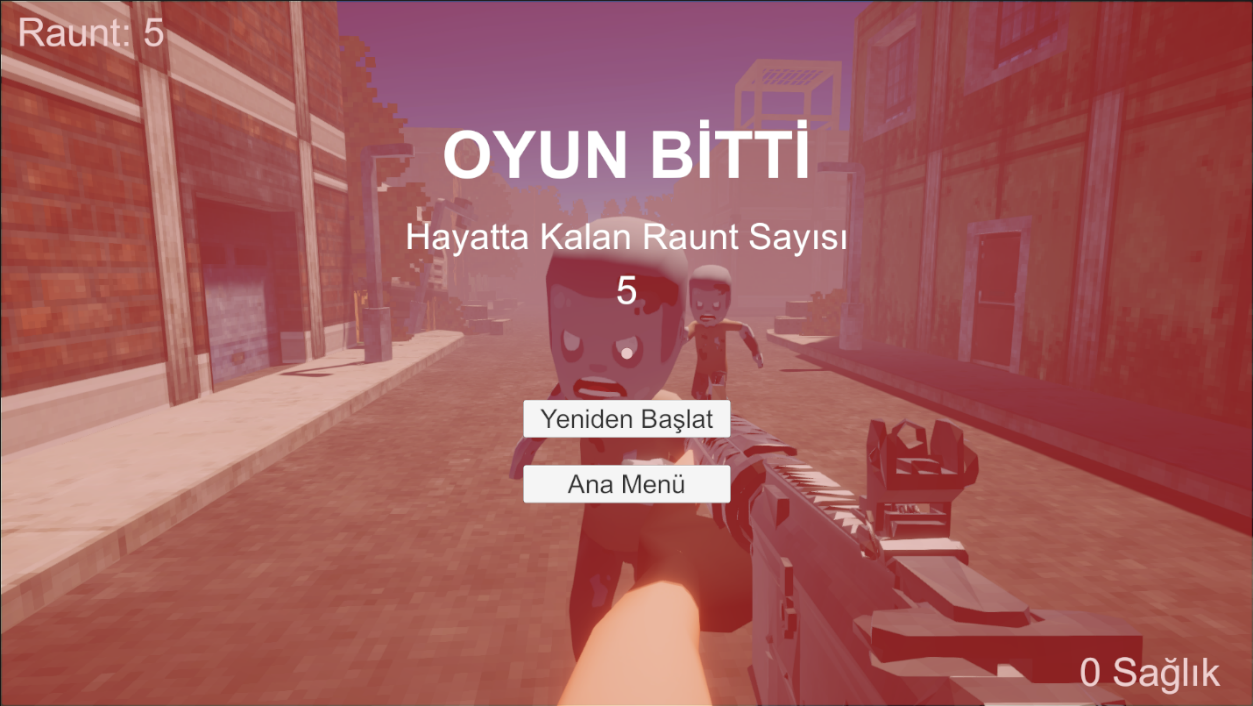 Raunt: 5
OYUN BİTTİ
Hayatta Kalan Raunt Sayısı
5
Yeniden Başlat
Ana Menü
0 Sağlık